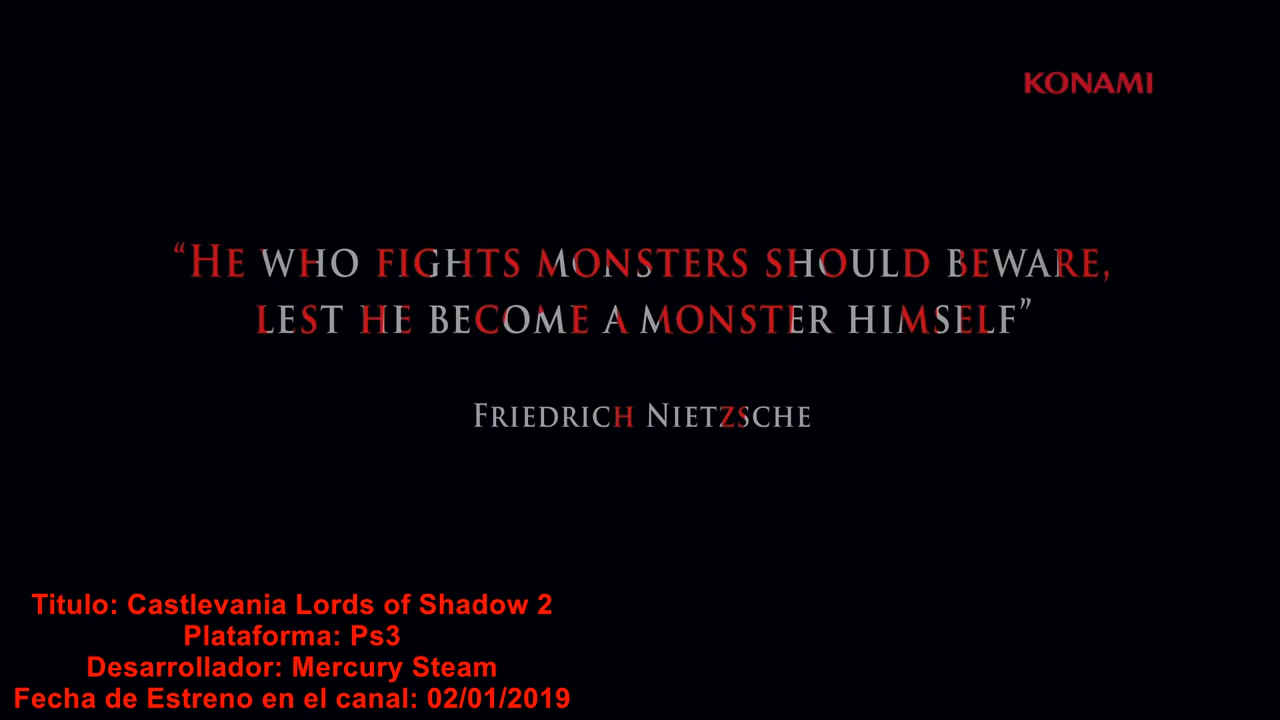 KONAMI
“HE WHO FIGHTS MONSTERS SHOULD BEWARE,
LEST HE BECOME A MONSTER HIMSELF”
FRIEDRICH NIETZSCHE
Titulo: Castlevania Lords of Shadow 2
Plataforma: Ps3
Desarrollador: Mercury Steam
Fecha de Estreno en el canal: 02/01/2019